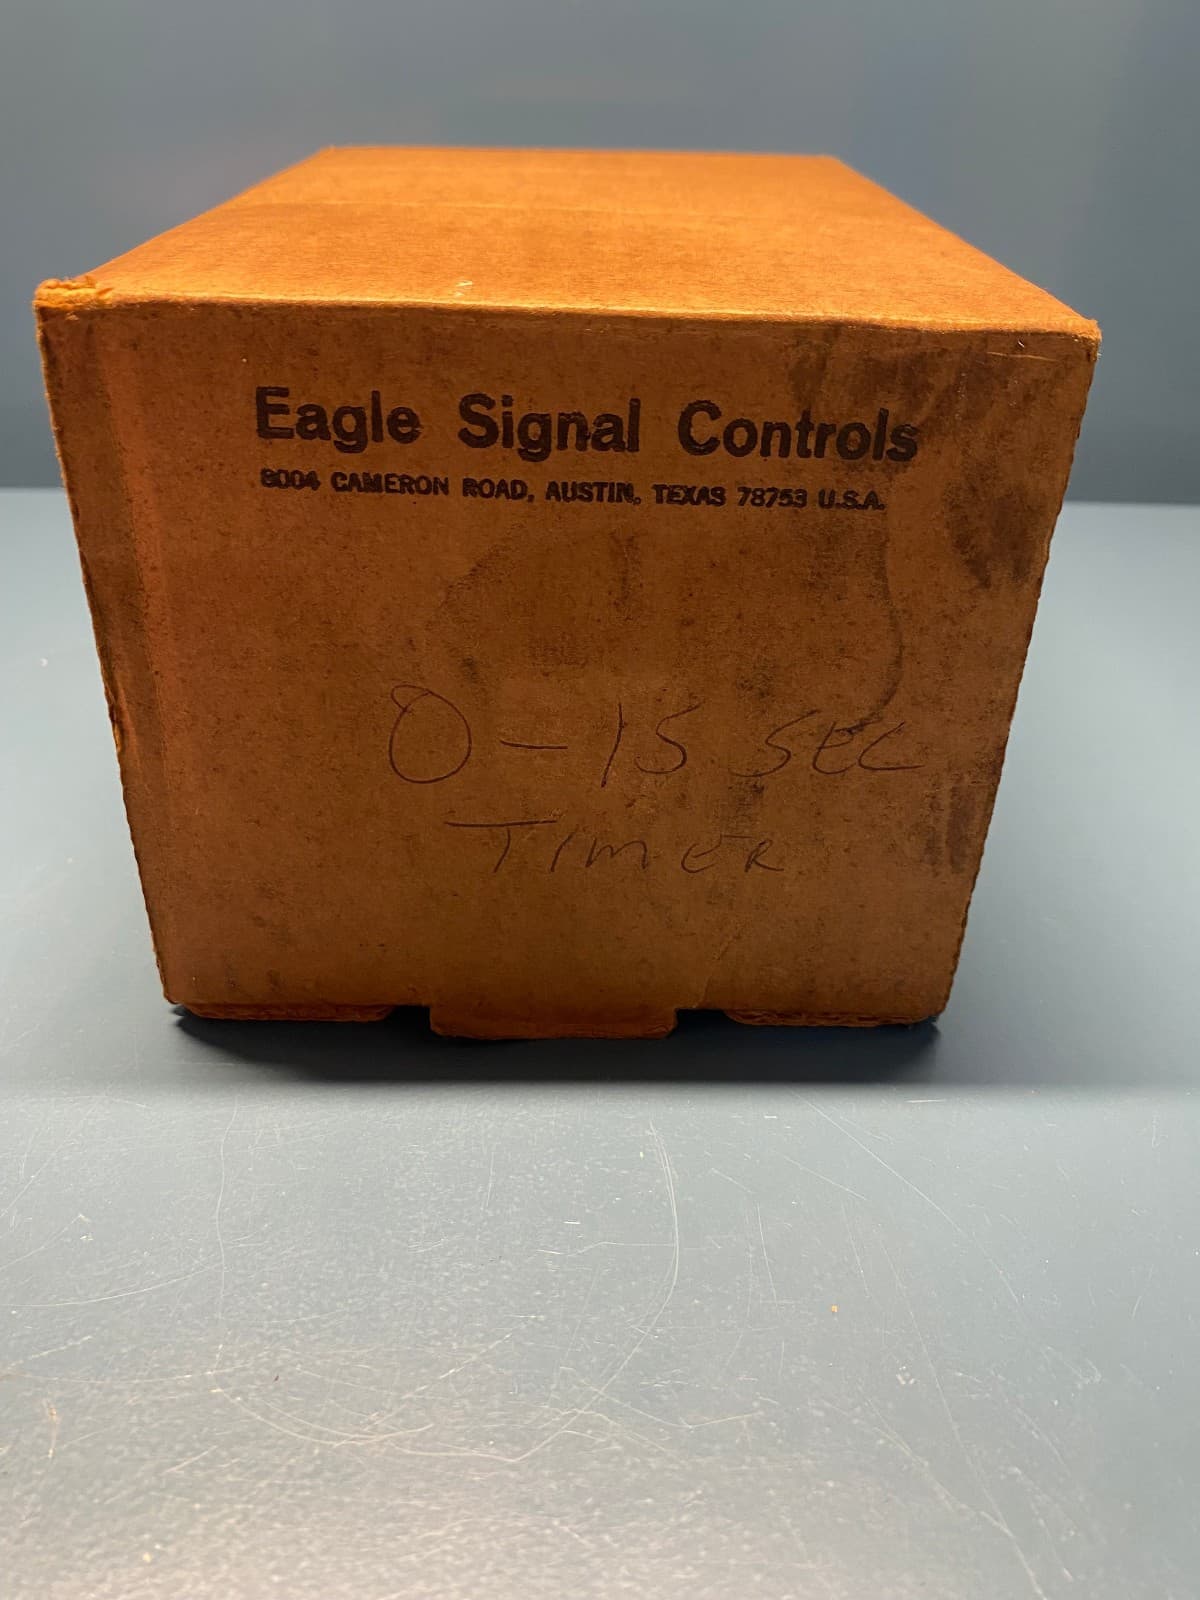 Eagle Signal Controls
8004 CAMERON ROAD, AUSTIN, TEXAS 78753 U.S.A.
0-15 SEC
TIMER